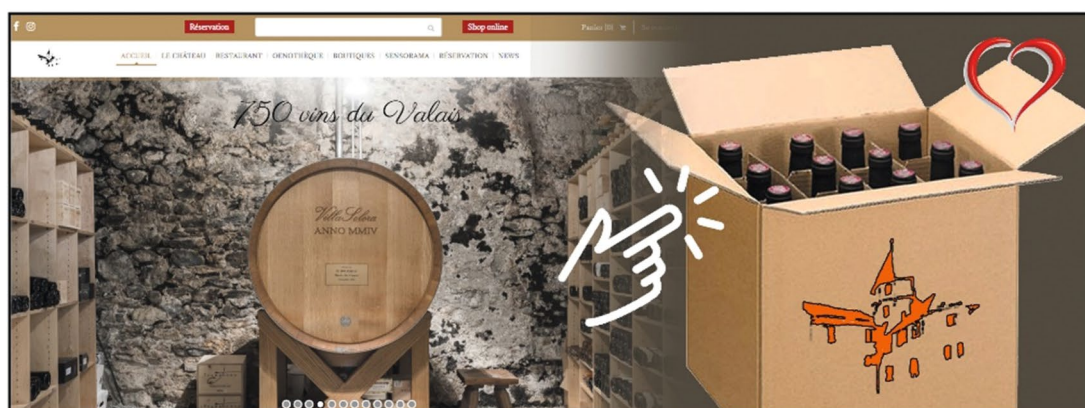 Réservation
Shop online
Panier (0)
ACCUEIL
LE CHÂTEAU
RESTAURANT
OENOTHÈQUE
BOUTIQUES
SENSORAMA
RÉSERVATION
NEWS
750 vins du Valais
Villa Solera
ANNO MMIV